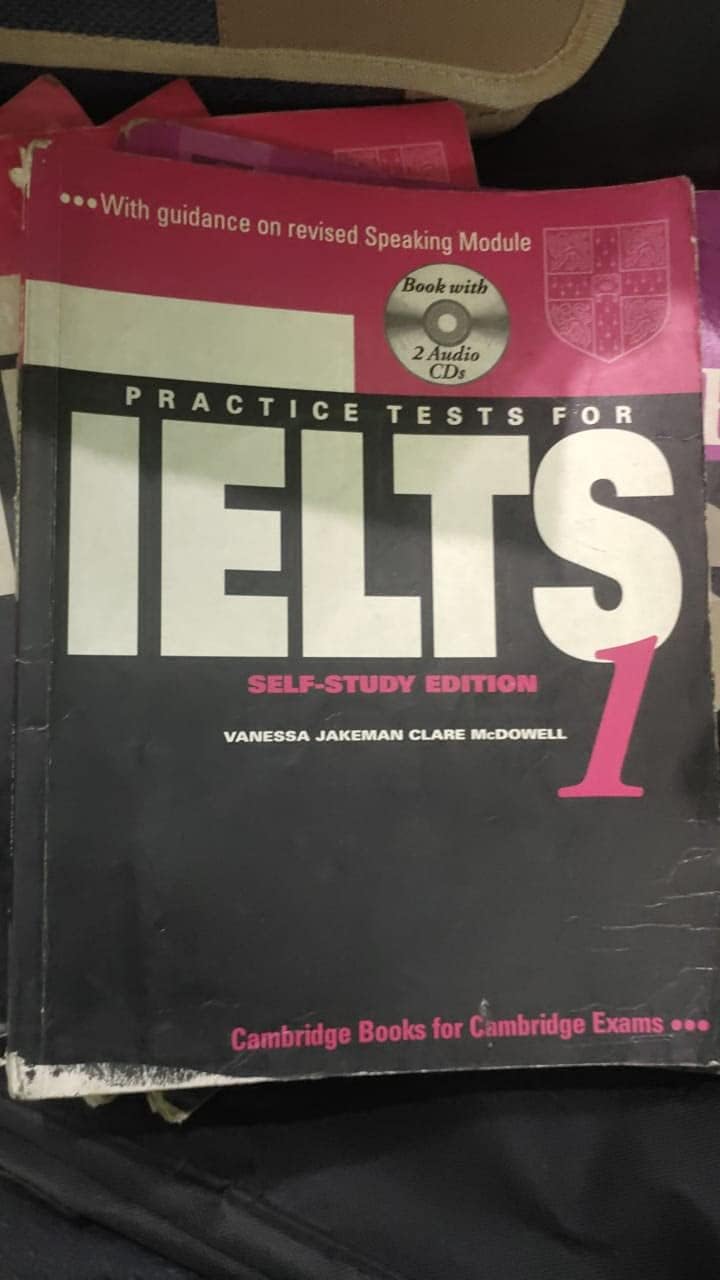 •••With guidance on revised Speaking Module
Book with
2 Audio
CDs
PRACTICE TESTS FOR
IELTS
1
SELF-STUDY EDITION
VANESSA JAKEMAN CLARE McDOWELL
Cambridge Books for Cambridge Exams •••